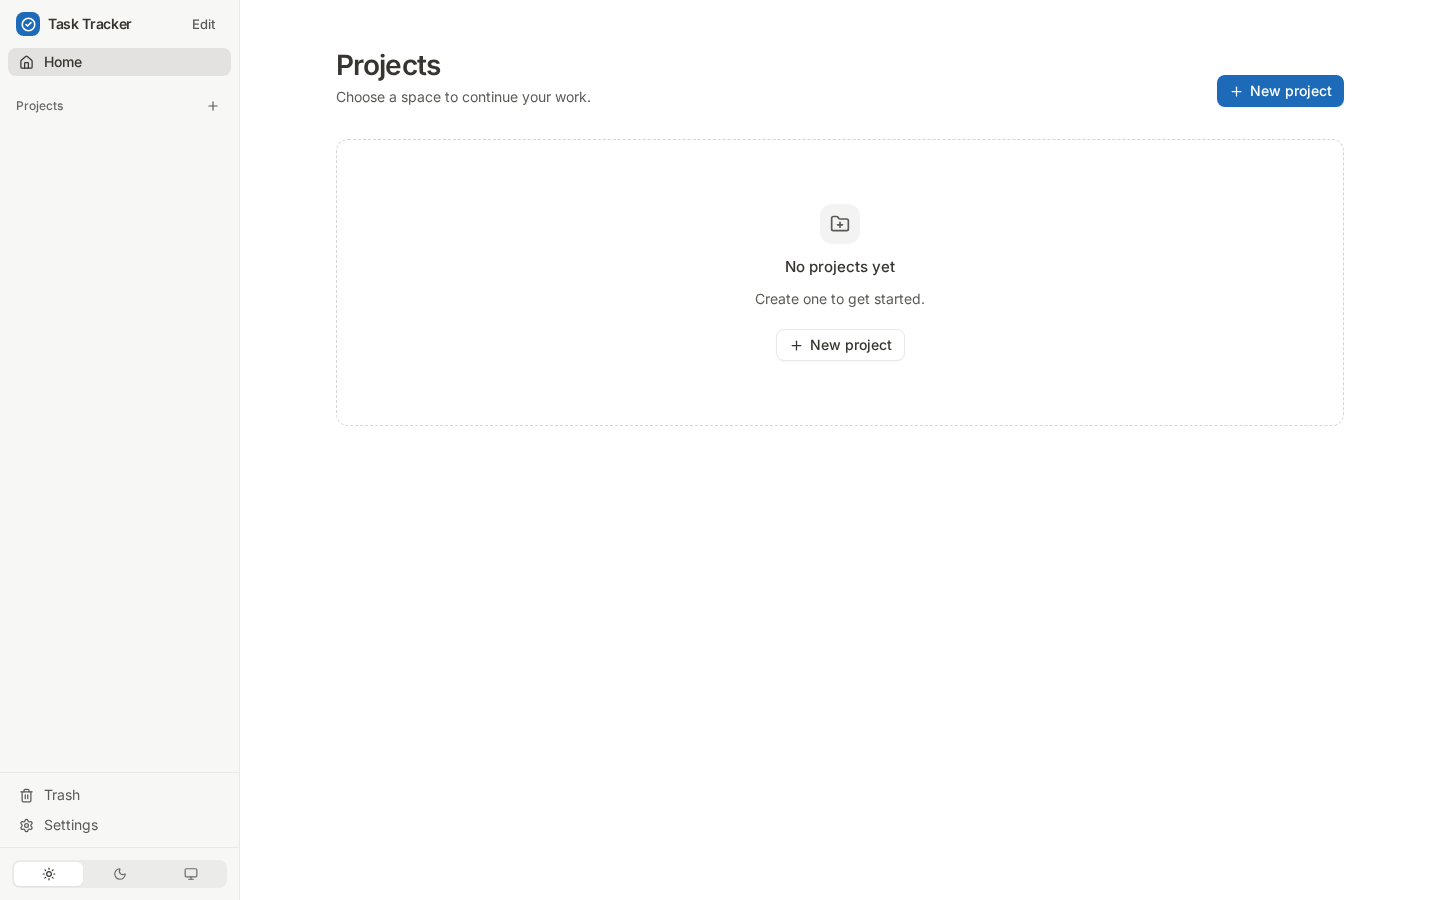 Task Tracker
Edit
Home
Projects
Projects
Choose a space to continue your work.
New project
No projects yet
Create one to get started.
New project
Trash
Settings